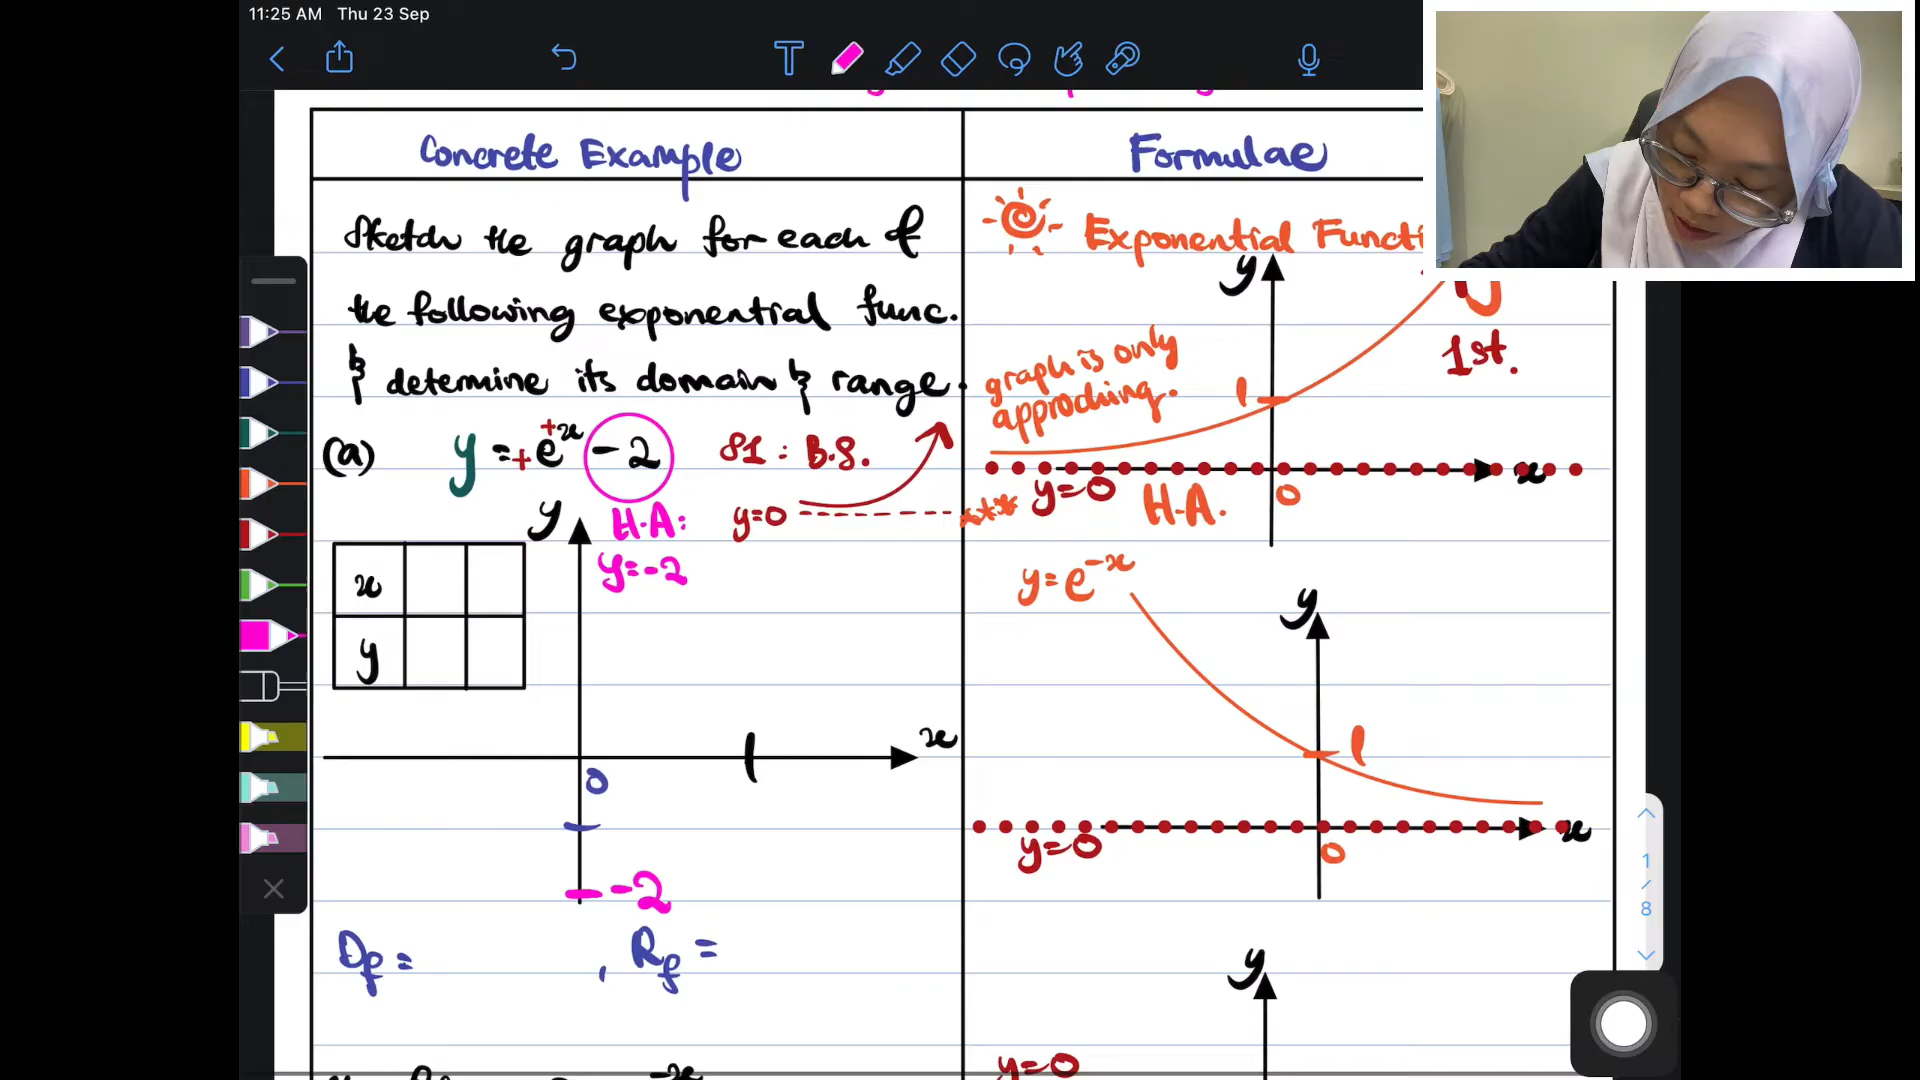 11:25 AM Thu 23 Sep
Concrete Example
Sketch the graph for each of
the following exponential func.
& determine its domain & range.
(a) y = + e^{+x} - 2
S1 : B.S.
y=0
H.A:
y=-2
y
x
y
x
0
-2
Df = , Rf =
Formulae
Exponential Functi
y
1st.
graph is only
approching.
1
y=0 H.A. 0 x
***
y=e^{-x}
y
1
y=0 0 x
y
y=0
1
/
8